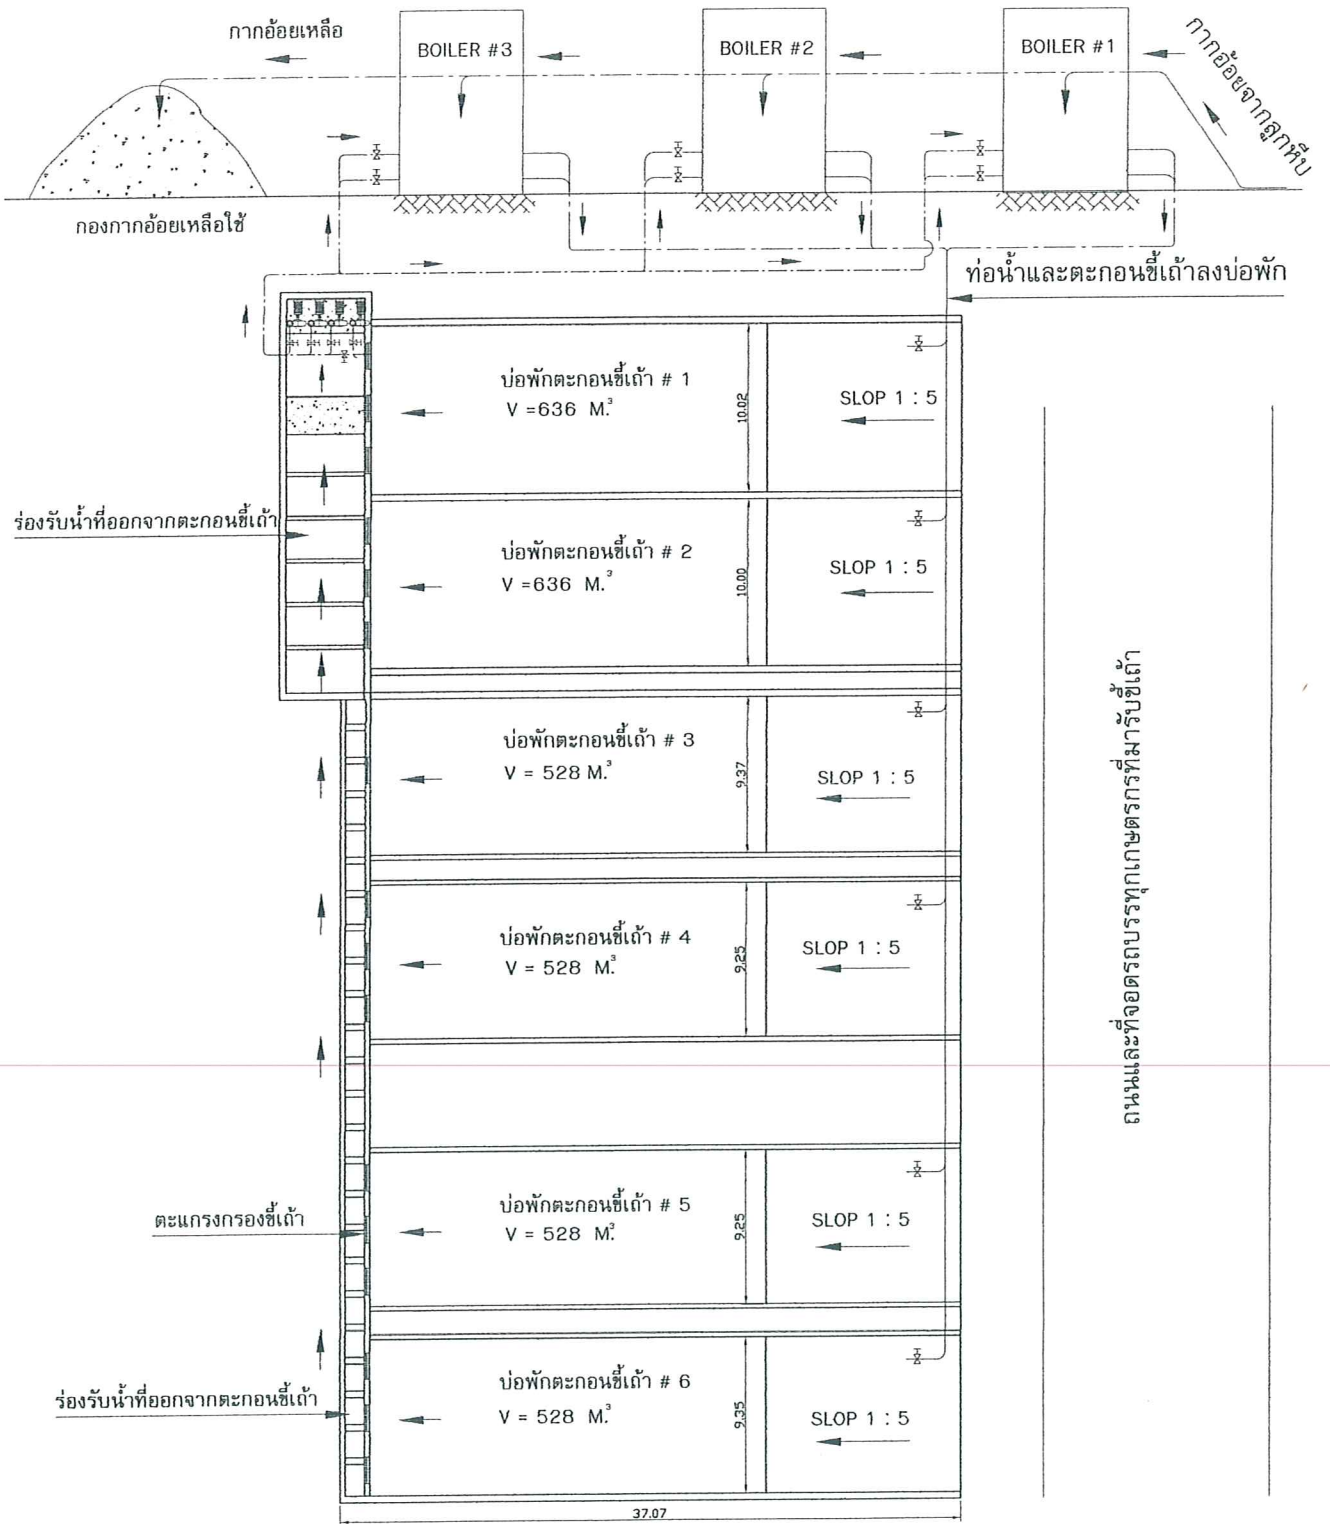 กากอ้อยเหลือ
BOILER #3
BOILER #2
BOILER #1
กากอ้อยจากลูกหีบ
กองกากอ้อยเหลือใช้
ท่อน้ำและตะกอนขี้เถ้าลงบ่อพัก
บ่อพักตะกอนขี้เถ้า # 1
V =636 M.³
10.02
SLOP 1 : 5
ร่องรับน้ำที่ออกจากตะกอนขี้เถ้า
บ่อพักตะกอนขี้เถ้า # 2
V =636 M.³
10.00
SLOP 1 : 5
บ่อพักตะกอนขี้เถ้า # 3
V = 528 M.³
9.37
SLOP 1 : 5
บ่อพักตะกอนขี้เถ้า # 4
V = 528 M.³
9.25
SLOP 1 : 5
ถนนและที่จอดรถบรรทุกเกษตรกรที่มารับขี้เถ้า
ตะแกรงกรองขี้เถ้า
บ่อพักตะกอนขี้เถ้า # 5
V = 528 M.³
9.25
SLOP 1 : 5
ร่องรับน้ำที่ออกจากตะกอนขี้เถ้า
บ่อพักตะกอนขี้เถ้า # 6
V = 528 M.³
9.35
SLOP 1 : 5
37.07